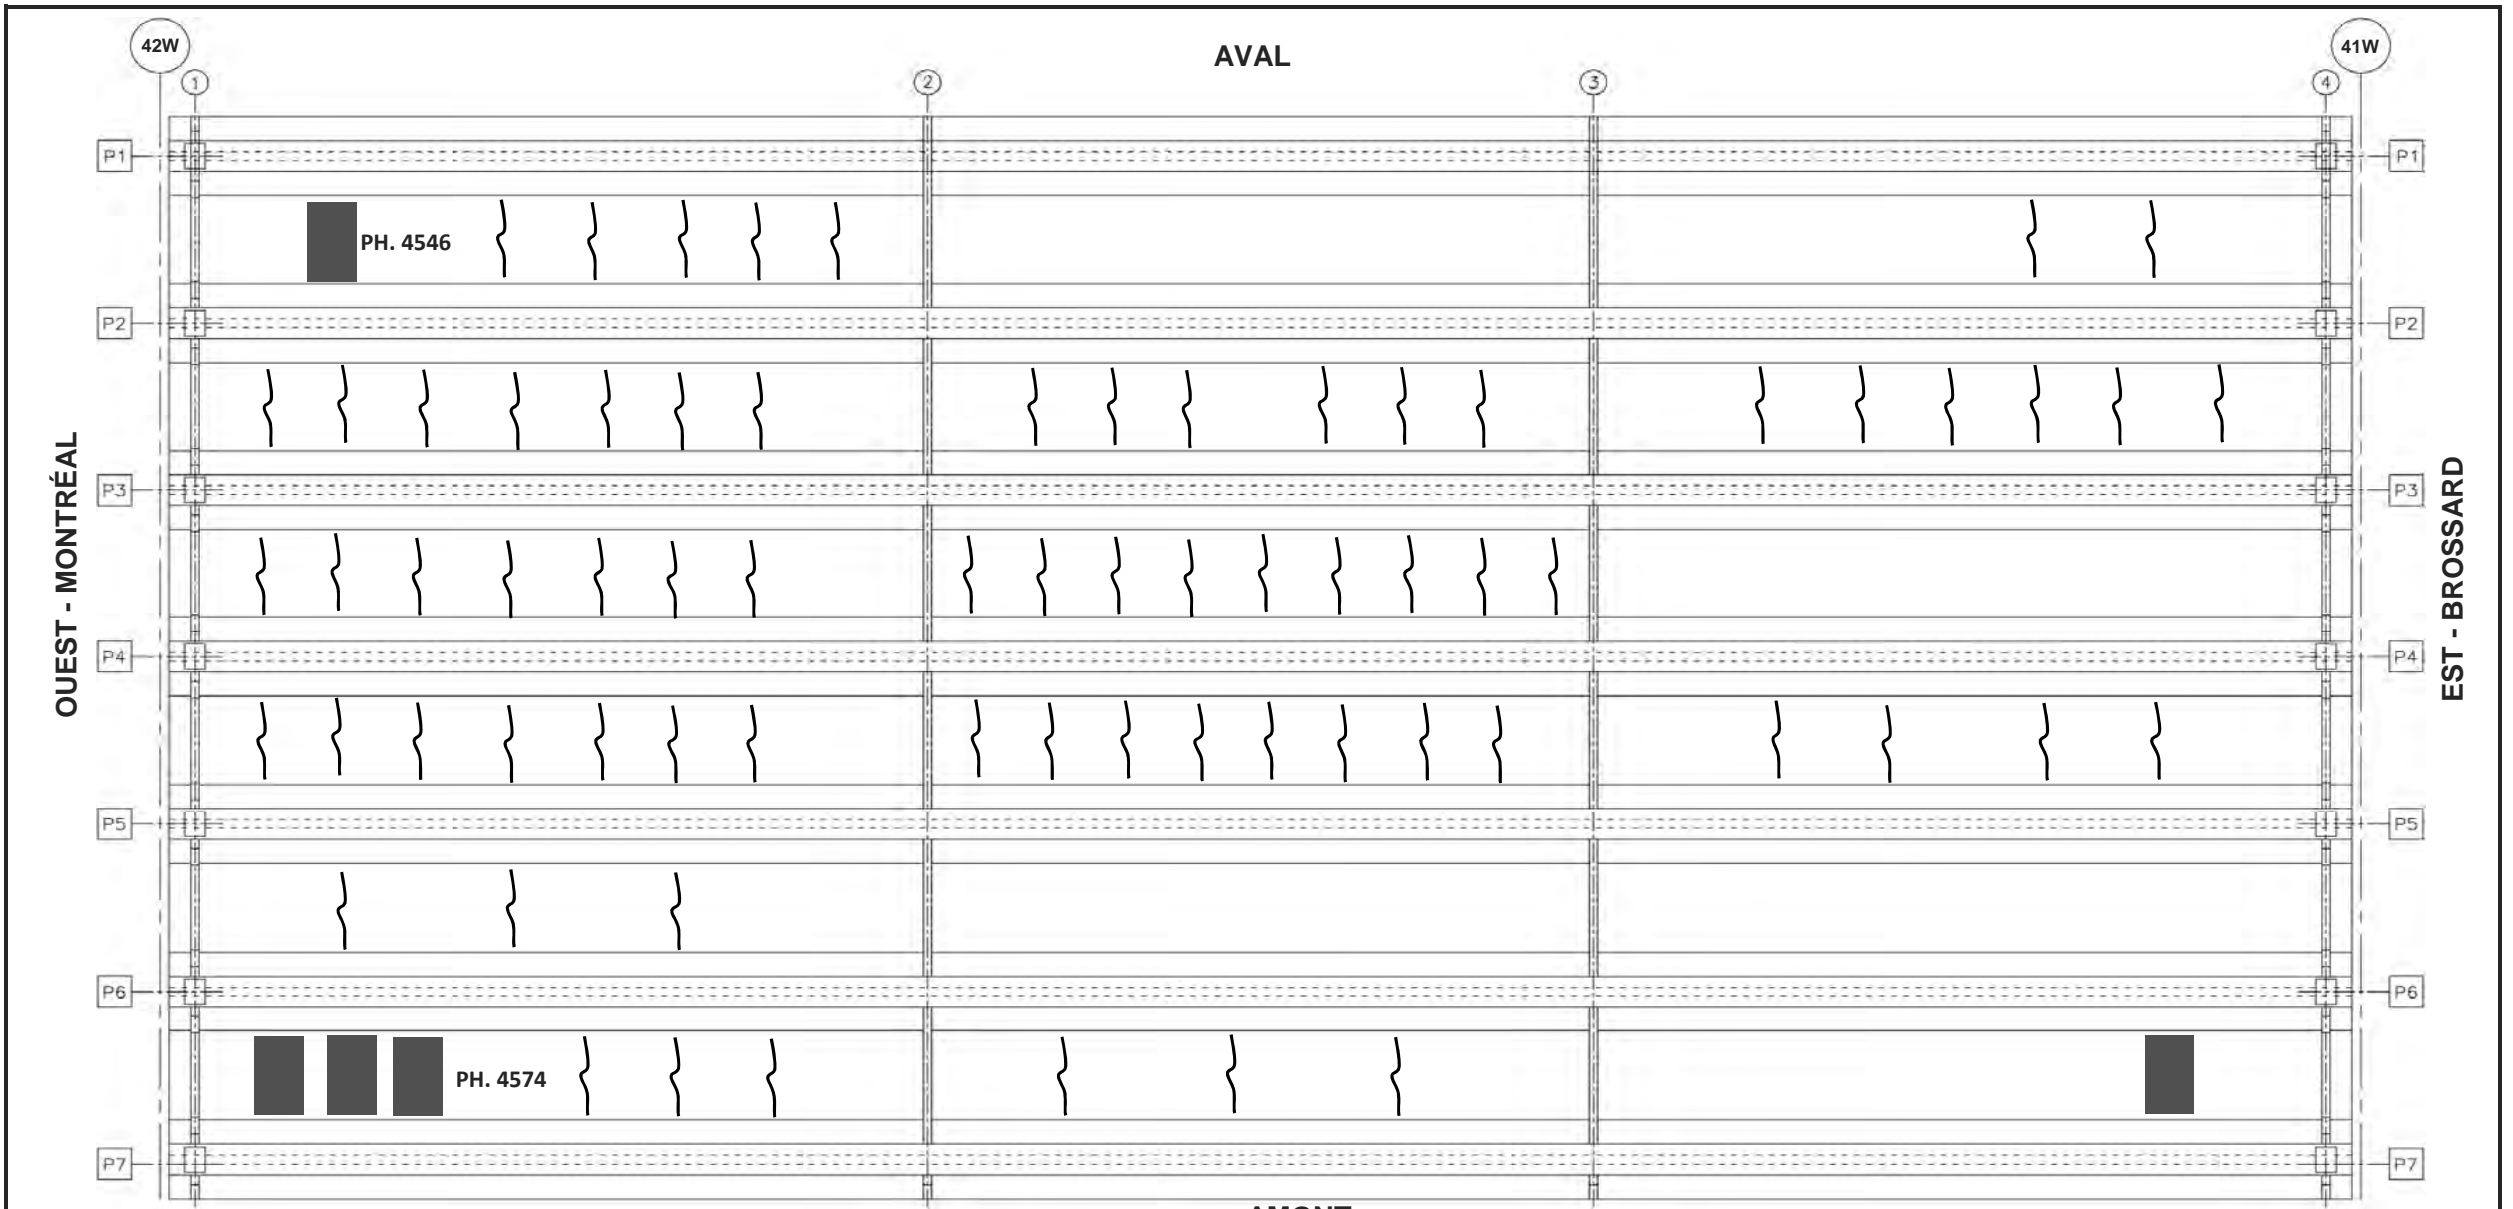 42W
AVAL
41W
1
2
3
4
P1
P1
PH. 4546
P2
P2
OUEST - MONTRÉAL
P3
P3
EST - BROSSARD
P4
P4
P5
P5
P6
P6
PH. 4574
P7
P7